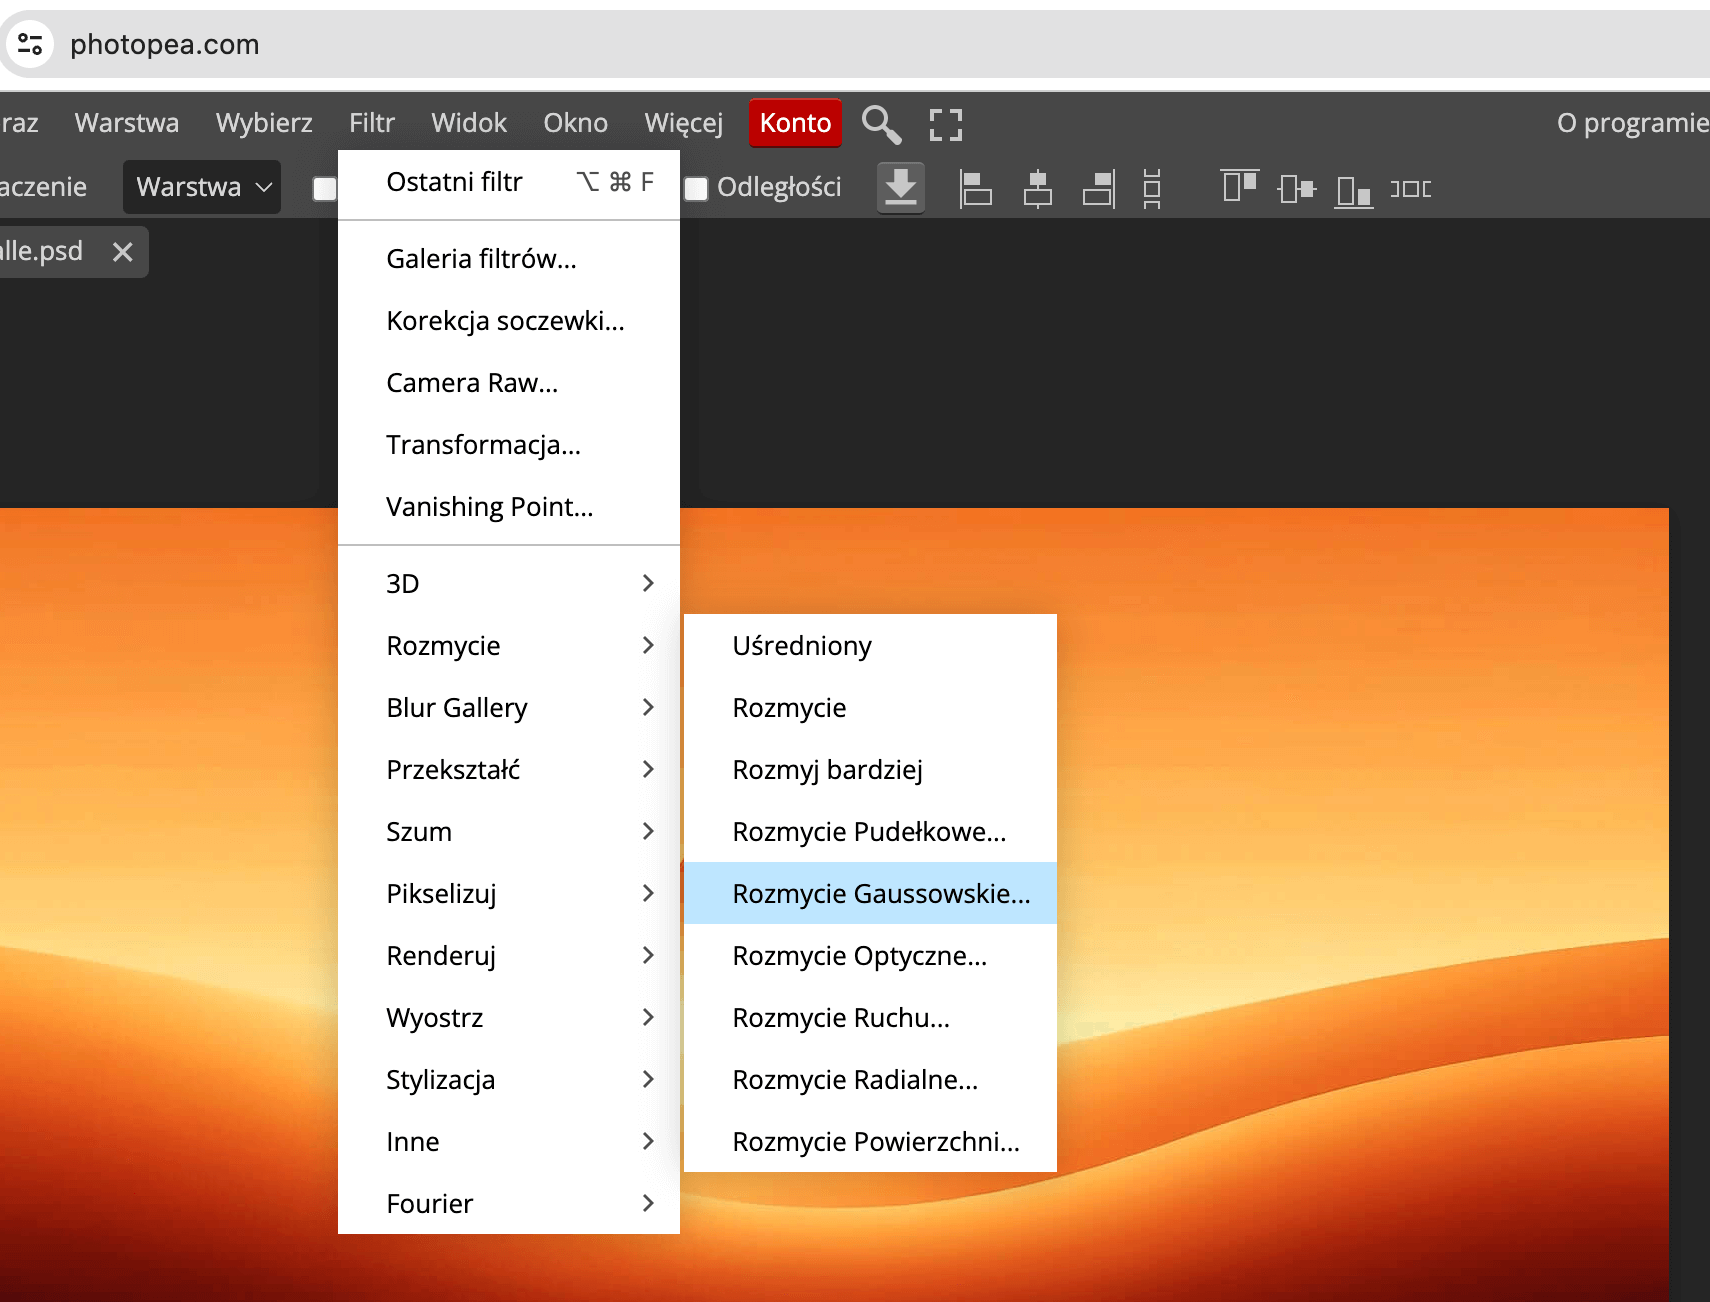 photopea.com
raz Warstwa Wybierz Filtr Widok Okno Więcej Konto O programie
aczenie Warstwa Odległości
alle.psd
Ostatni filtr ⌥ ⌘ F
Galeria filtrów...
Korekcja soczewki...
Camera Raw...
Transformacja...
Vanishing Point...
3D
Rozmycie
Blur Gallery
Przekształć
Szum
Pikselizuj
Renderuj
Wyostrz
Stylizacja
Inne
Fourier
Uśredniony
Rozmycie
Rozmyj bardziej
Rozmycie Pudełkowe...
Rozmycie Gaussowskie...
Rozmycie Optyczne...
Rozmycie Ruchu...
Rozmycie Radialne...
Rozmycie Powierzchni...